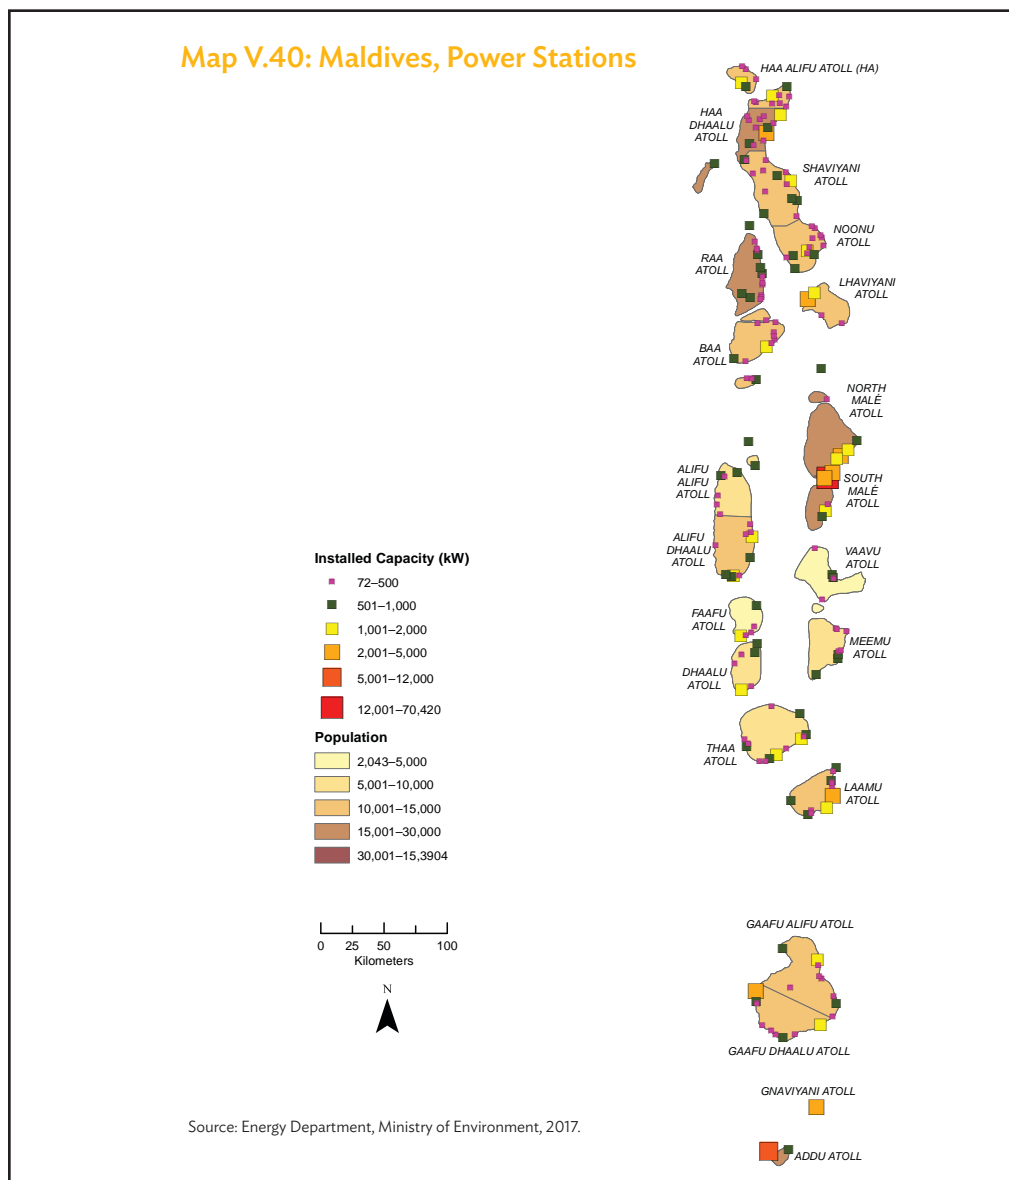 Map V.40: Maldives, Power Stations
HAA ALIFU ATOLL (HA)
HAA
DHAALU
ATOLL
SHAVIYANI
ATOLL
NOONU
ATOLL
RAA
ATOLL
LHAVIYANI
ATOLL
BAA
ATOLL
NORTH
MALÉ
ATOLL
ALIFU
ALIFU
ATOLL
SOUTH
MALÉ
ATOLL
ALIFU
DHAALU
ATOLL
VAAVU
ATOLL
FAAFU
ATOLL
MEEMU
ATOLL
DHAALU
ATOLL
THAA
ATOLL
LAAMU
ATOLL
GAAFU ALIFU ATOLL
GAAFU DHAALU ATOLL
GNAVIYANI ATOLL
ADDU ATOLL
Installed Capacity (kW)
72–500
501–1,000
1,001–2,000
2,001–5,000
5,001–12,000
12,001–70,420
Population
2,043–5,000
5,001–10,000
10,001–15,000
15,001–30,000
30,001–15,3904
0 25 50 100
Kilometers
N
Source: Energy Department, Ministry of Environment, 2017.